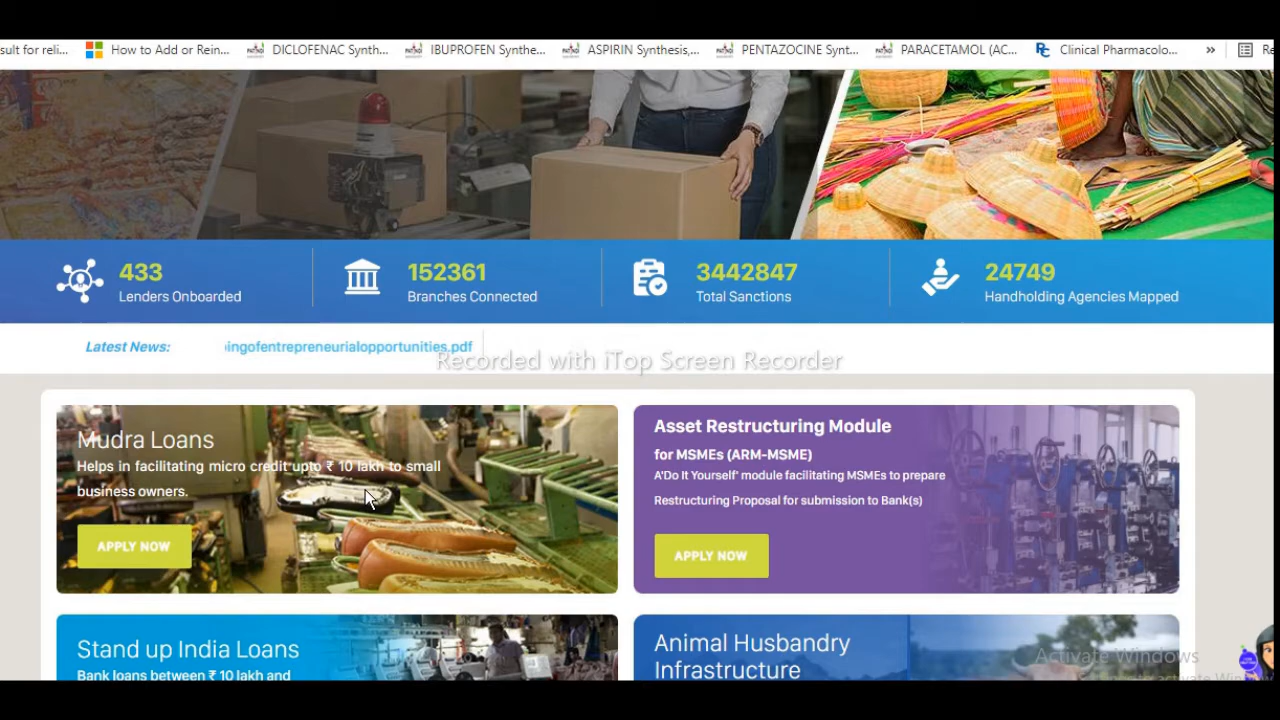 sult for reli...
How to Add or Rein...
DICLOFENAC Synth...
IBUPROFEN Synthe...
ASPIRIN Synthesis,...
PENTAZOCINE Synt...
PARACETAMOL (AC...
Clinical Pharmacolo...
»
Re
433
Lenders Onboarded
152361
Branches Connected
3442847
Total Sanctions
24749
Handholding Agencies Mapped
Latest News:
ingofentrepreneurialopportunities.pdf
Recorded with iTop Screen Recorder
Mudra Loans
Helps in facilitating micro credit upto ₹ 10 lakh to small
business owners.
APPLY NOW
Asset Restructuring Module
for MSMEs (ARM-MSME)
A'Do It Yourself' module facilitating MSMEs to prepare
Restructuring Proposal for submission to Bank(s)
APPLY NOW
Stand up India Loans
Bank loans between ₹ 10 lakh and
Animal Husbandry
Infrastructure
Activate Windows